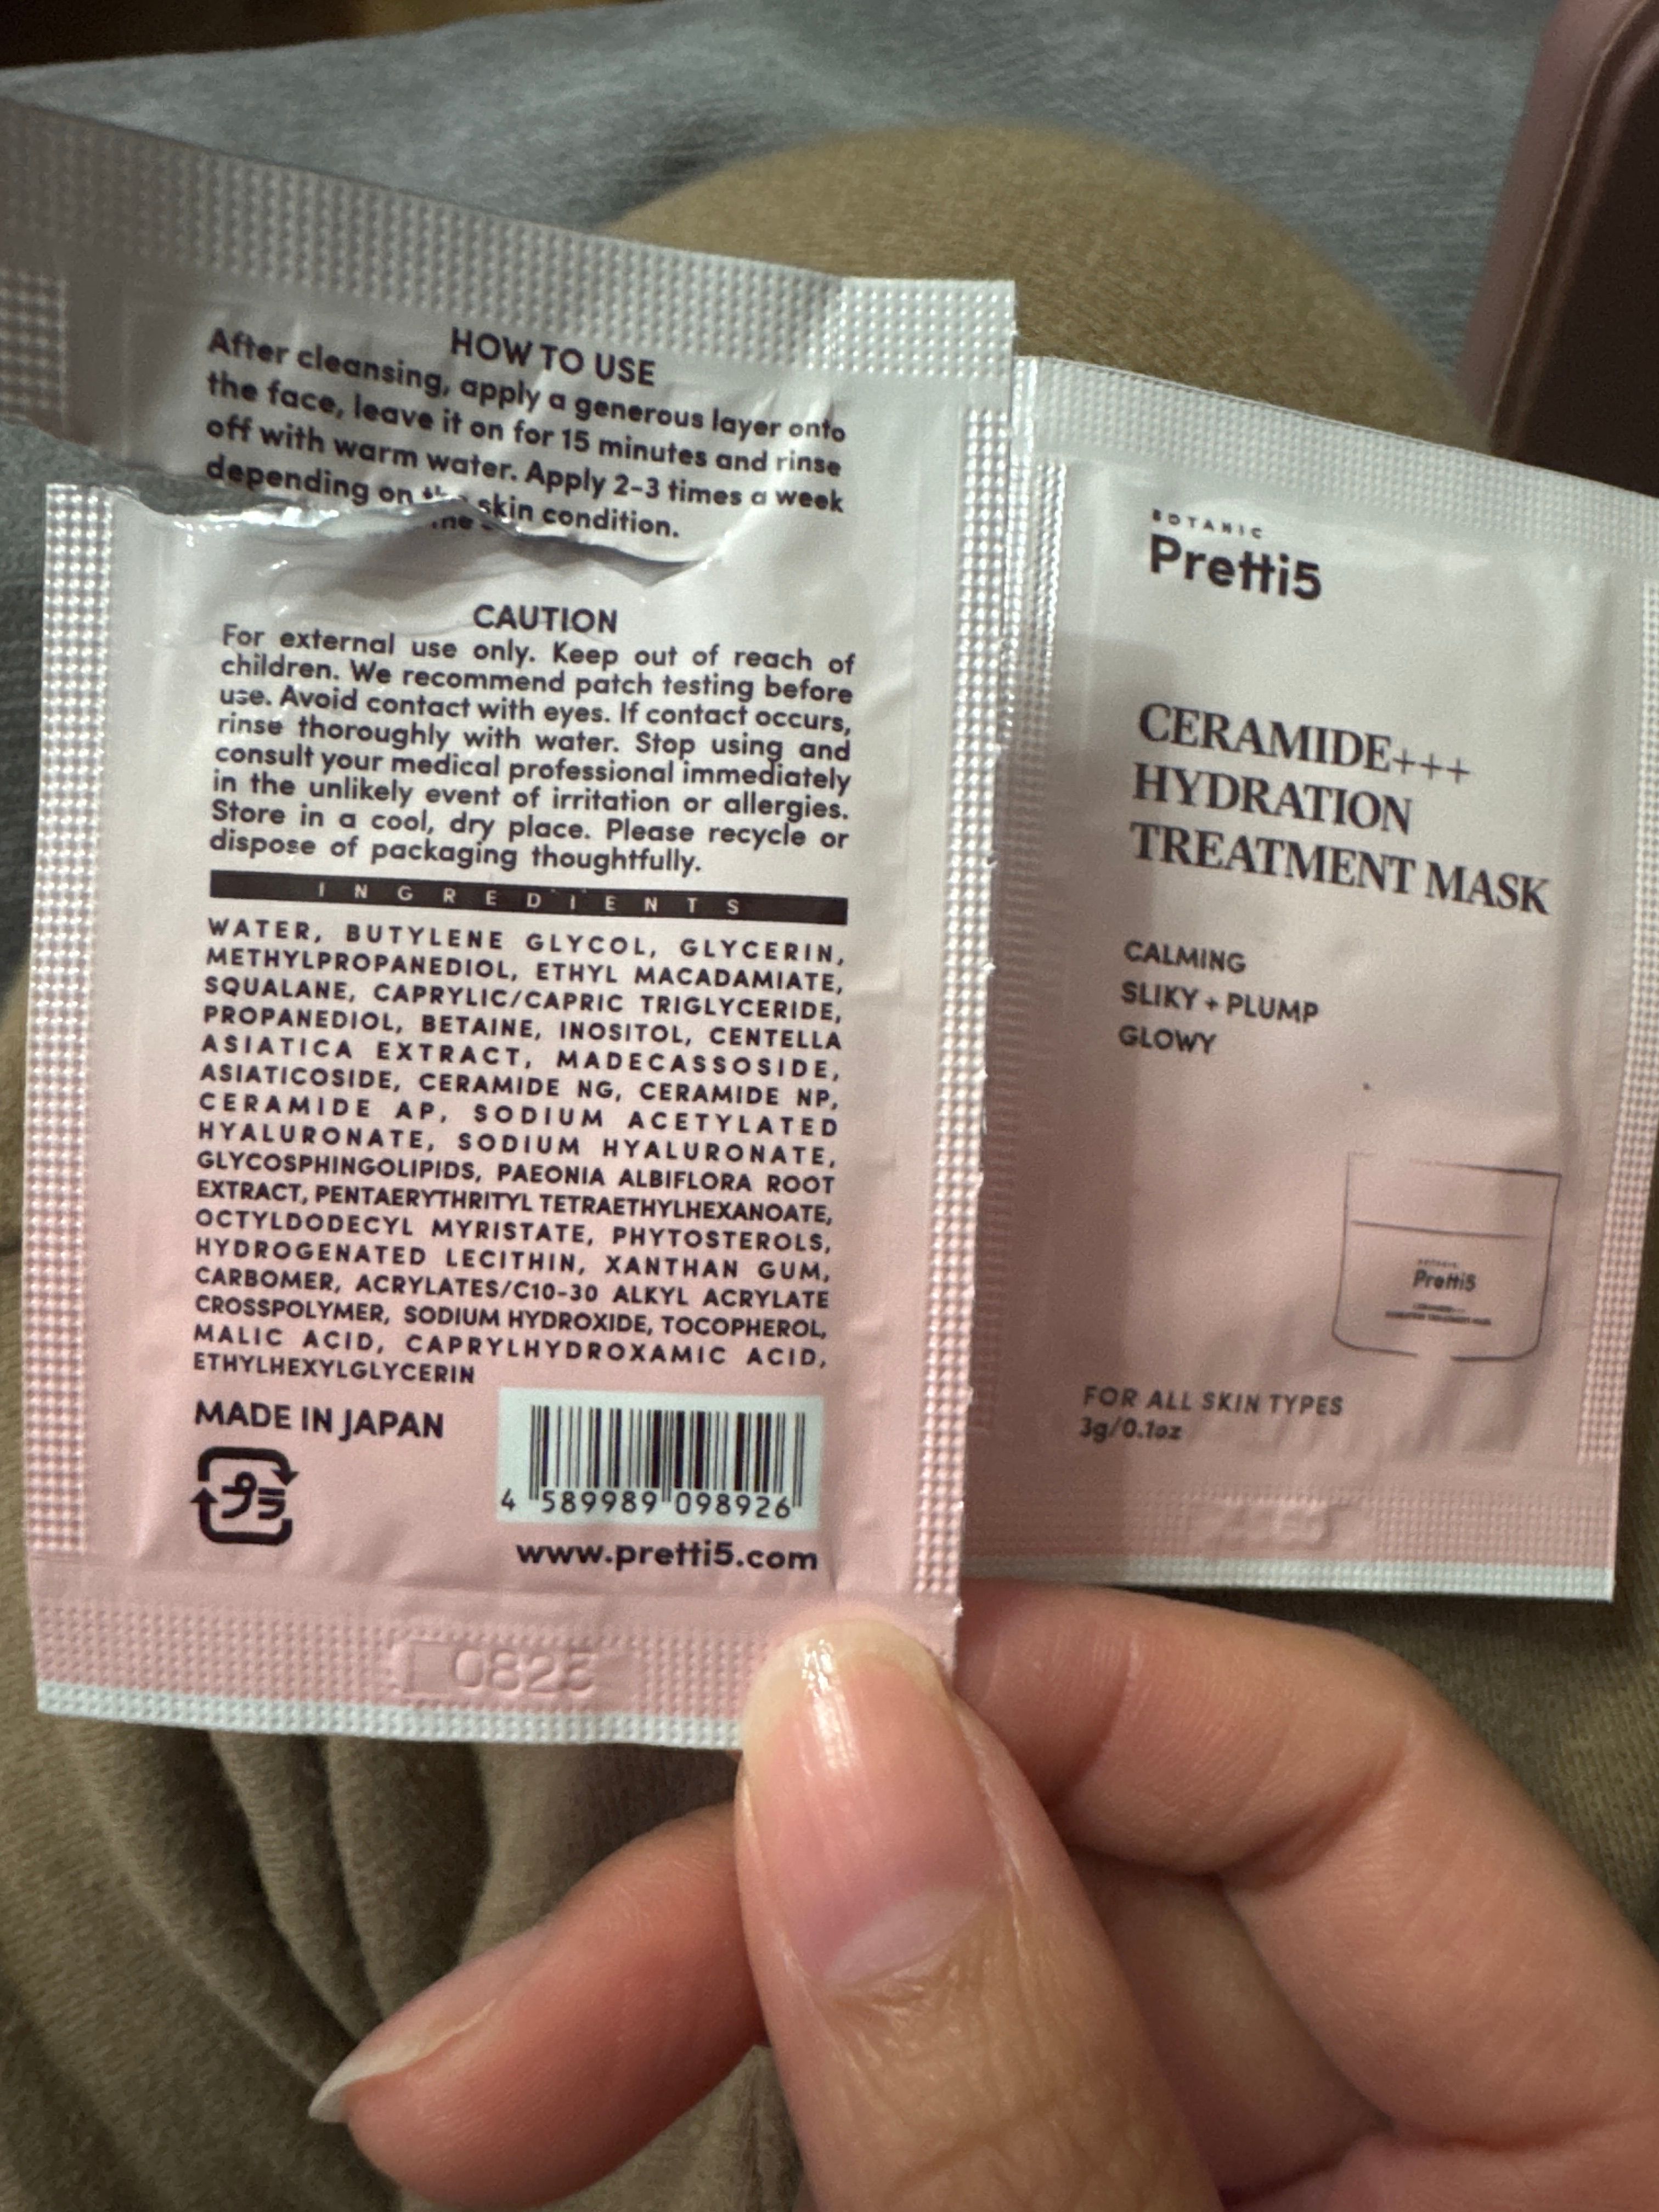 HOW TO USE
After cleansing, apply a generous layer onto
the face, leave it on for 15 minutes and rinse
off with warm water. Apply 2-3 times a week
depending on the skin condition.
CAUTION
For external use only. Keep out of reach of
children. We recommend patch testing before
use. Avoid contact with eyes. If contact occurs,
rinse thoroughly with water. Stop using and
consult your medical professional immediately
in the unlikely event of irritation or allergies.
Store in a cool, dry place. Please recycle or
dispose of packaging thoughtfully.
INGREDIENTS
WATER, BUTYLENE GLYCOL, GLYCERIN,
METHYLPROPANEDIOL, ETHYL MACADAMIATE,
SQUALANE, CAPRYLIC/CAPRIC TRIGLYCERIDE,
PROPANEDIOL, BETAINE, INOSITOL, CENTELLA
ASIATICA EXTRACT, MADECASSOSIDE,
ASIATICOSIDE, CERAMIDE NG, CERAMIDE NP,
CERAMIDE AP, SODIUM ACETYLATED
HYALURONATE, SODIUM HYALURONATE,
GLYCOSPHINGOLIPIDS, PAEONIA ALBIFLORA ROOT
EXTRACT, PENTAERYTHRITYL TETRAETHYLHEXANOATE,
OCTYLDODECYL MYRISTATE, PHYTOSTEROLS,
HYDROGENATED LECITHIN, XANTHAN GUM,
CARBOMER, ACRYLATES/C10-30 ALKYL ACRYLATE
CROSSPOLYMER, SODIUM HYDROXIDE, TOCOPHEROL,
MALIC ACID, CAPRYLHYDROXAMIC ACID,
ETHYLHEXYLGLYCERIN
MADE IN JAPAN
プラ
4 589989 098926
www.pretti5.com
BOTANIC
Pretti5
CERAMIDE+++
HYDRATION
TREATMENT MASK
CALMING
SLIKY + PLUMP
GLOWY
Pretti5
FOR ALL SKIN TYPES
3g/0.1oz